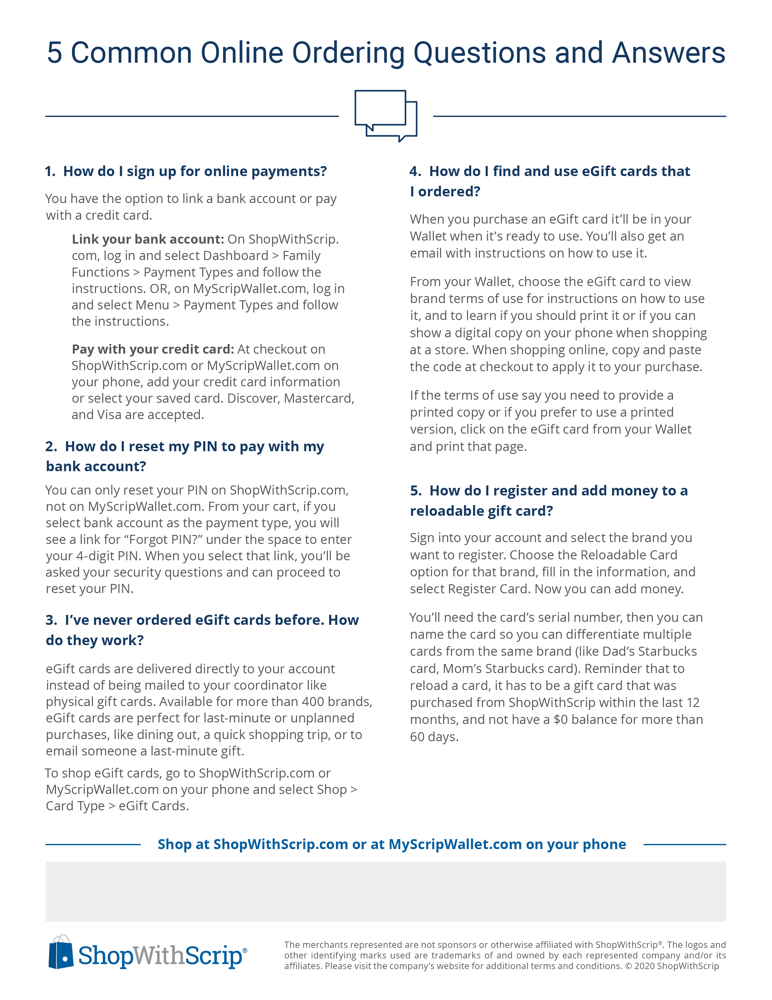 5 Common Online Ordering Questions and Answers
1. How do I sign up for online payments?
You have the option to link a bank account or pay
with a credit card.
Link your bank account: On ShopWithScrip.
com, log in and select Dashboard > Family
Functions > Payment Types and follow the
instructions. OR, on MyScripWallet.com, log in
and select Menu > Payment Types and follow
the instructions.
Pay with your credit card: At checkout on
ShopWithScrip.com or MyScripWallet.com on
your phone, add your credit card information
or select your saved card. Discover, Mastercard,
and Visa are accepted.
2. How do I reset my PIN to pay with my
bank account?
You can only reset your PIN on ShopWithScrip.com,
not on MyScripWallet.com. From your cart, if you
select bank account as the payment type, you will
see a link for “Forgot PIN?” under the space to enter
your 4-digit PIN. When you select that link, you’ll be
asked your security questions and can proceed to
reset your PIN.
3. I’ve never ordered eGift cards before. How
do they work?
eGift cards are delivered directly to your account
instead of being mailed to your coordinator like
physical gift cards. Available for more than 400 brands,
eGift cards are perfect for last-minute or unplanned
purchases, like dining out, a quick shopping trip, or to
email someone a last-minute gift.
To shop eGift cards, go to ShopWithScrip.com or
MyScripWallet.com on your phone and select Shop >
Card Type > eGift Cards.
4. How do I find and use eGift cards that
I ordered?
When you purchase an eGift card it’ll be in your
Wallet when it’s ready to use. You’ll also get an
email with instructions on how to use it.
From your Wallet, choose the eGift card to view
brand terms of use for instructions on how to use
it, and to learn if you should print it or if you can
show a digital copy on your phone when shopping
at a store. When shopping online, copy and paste
the code at checkout to apply it to your purchase.
If the terms of use say you need to provide a
printed copy or if you prefer to use a printed
version, click on the eGift card from your Wallet
and print that page.
5. How do I register and add money to a
reloadable gift card?
Sign into your account and select the brand you
want to register. Choose the Reloadable Card
option for that brand, fill in the information, and
select Register Card. Now you can add money.
You’ll need the card’s serial number, then you can
name the card so you can differentiate multiple
cards from the same brand (like Dad’s Starbucks
card, Mom’s Starbucks card). Reminder that to
reload a card, it has to be a gift card that was
purchased from ShopWithScrip within the last 12
months, and not have a $0 balance for more than
60 days.
Shop at ShopWithScrip.com or at MyScripWallet.com on your phone
ShopWithScrip®
The merchants represented are not sponsors or otherwise affiliated with ShopWithScrip®. The logos and
other identifying marks used are trademarks of and owned by each represented company and/or its
affiliates. Please visit the company’s website for additional terms and conditions. © 2020 ShopWithScrip